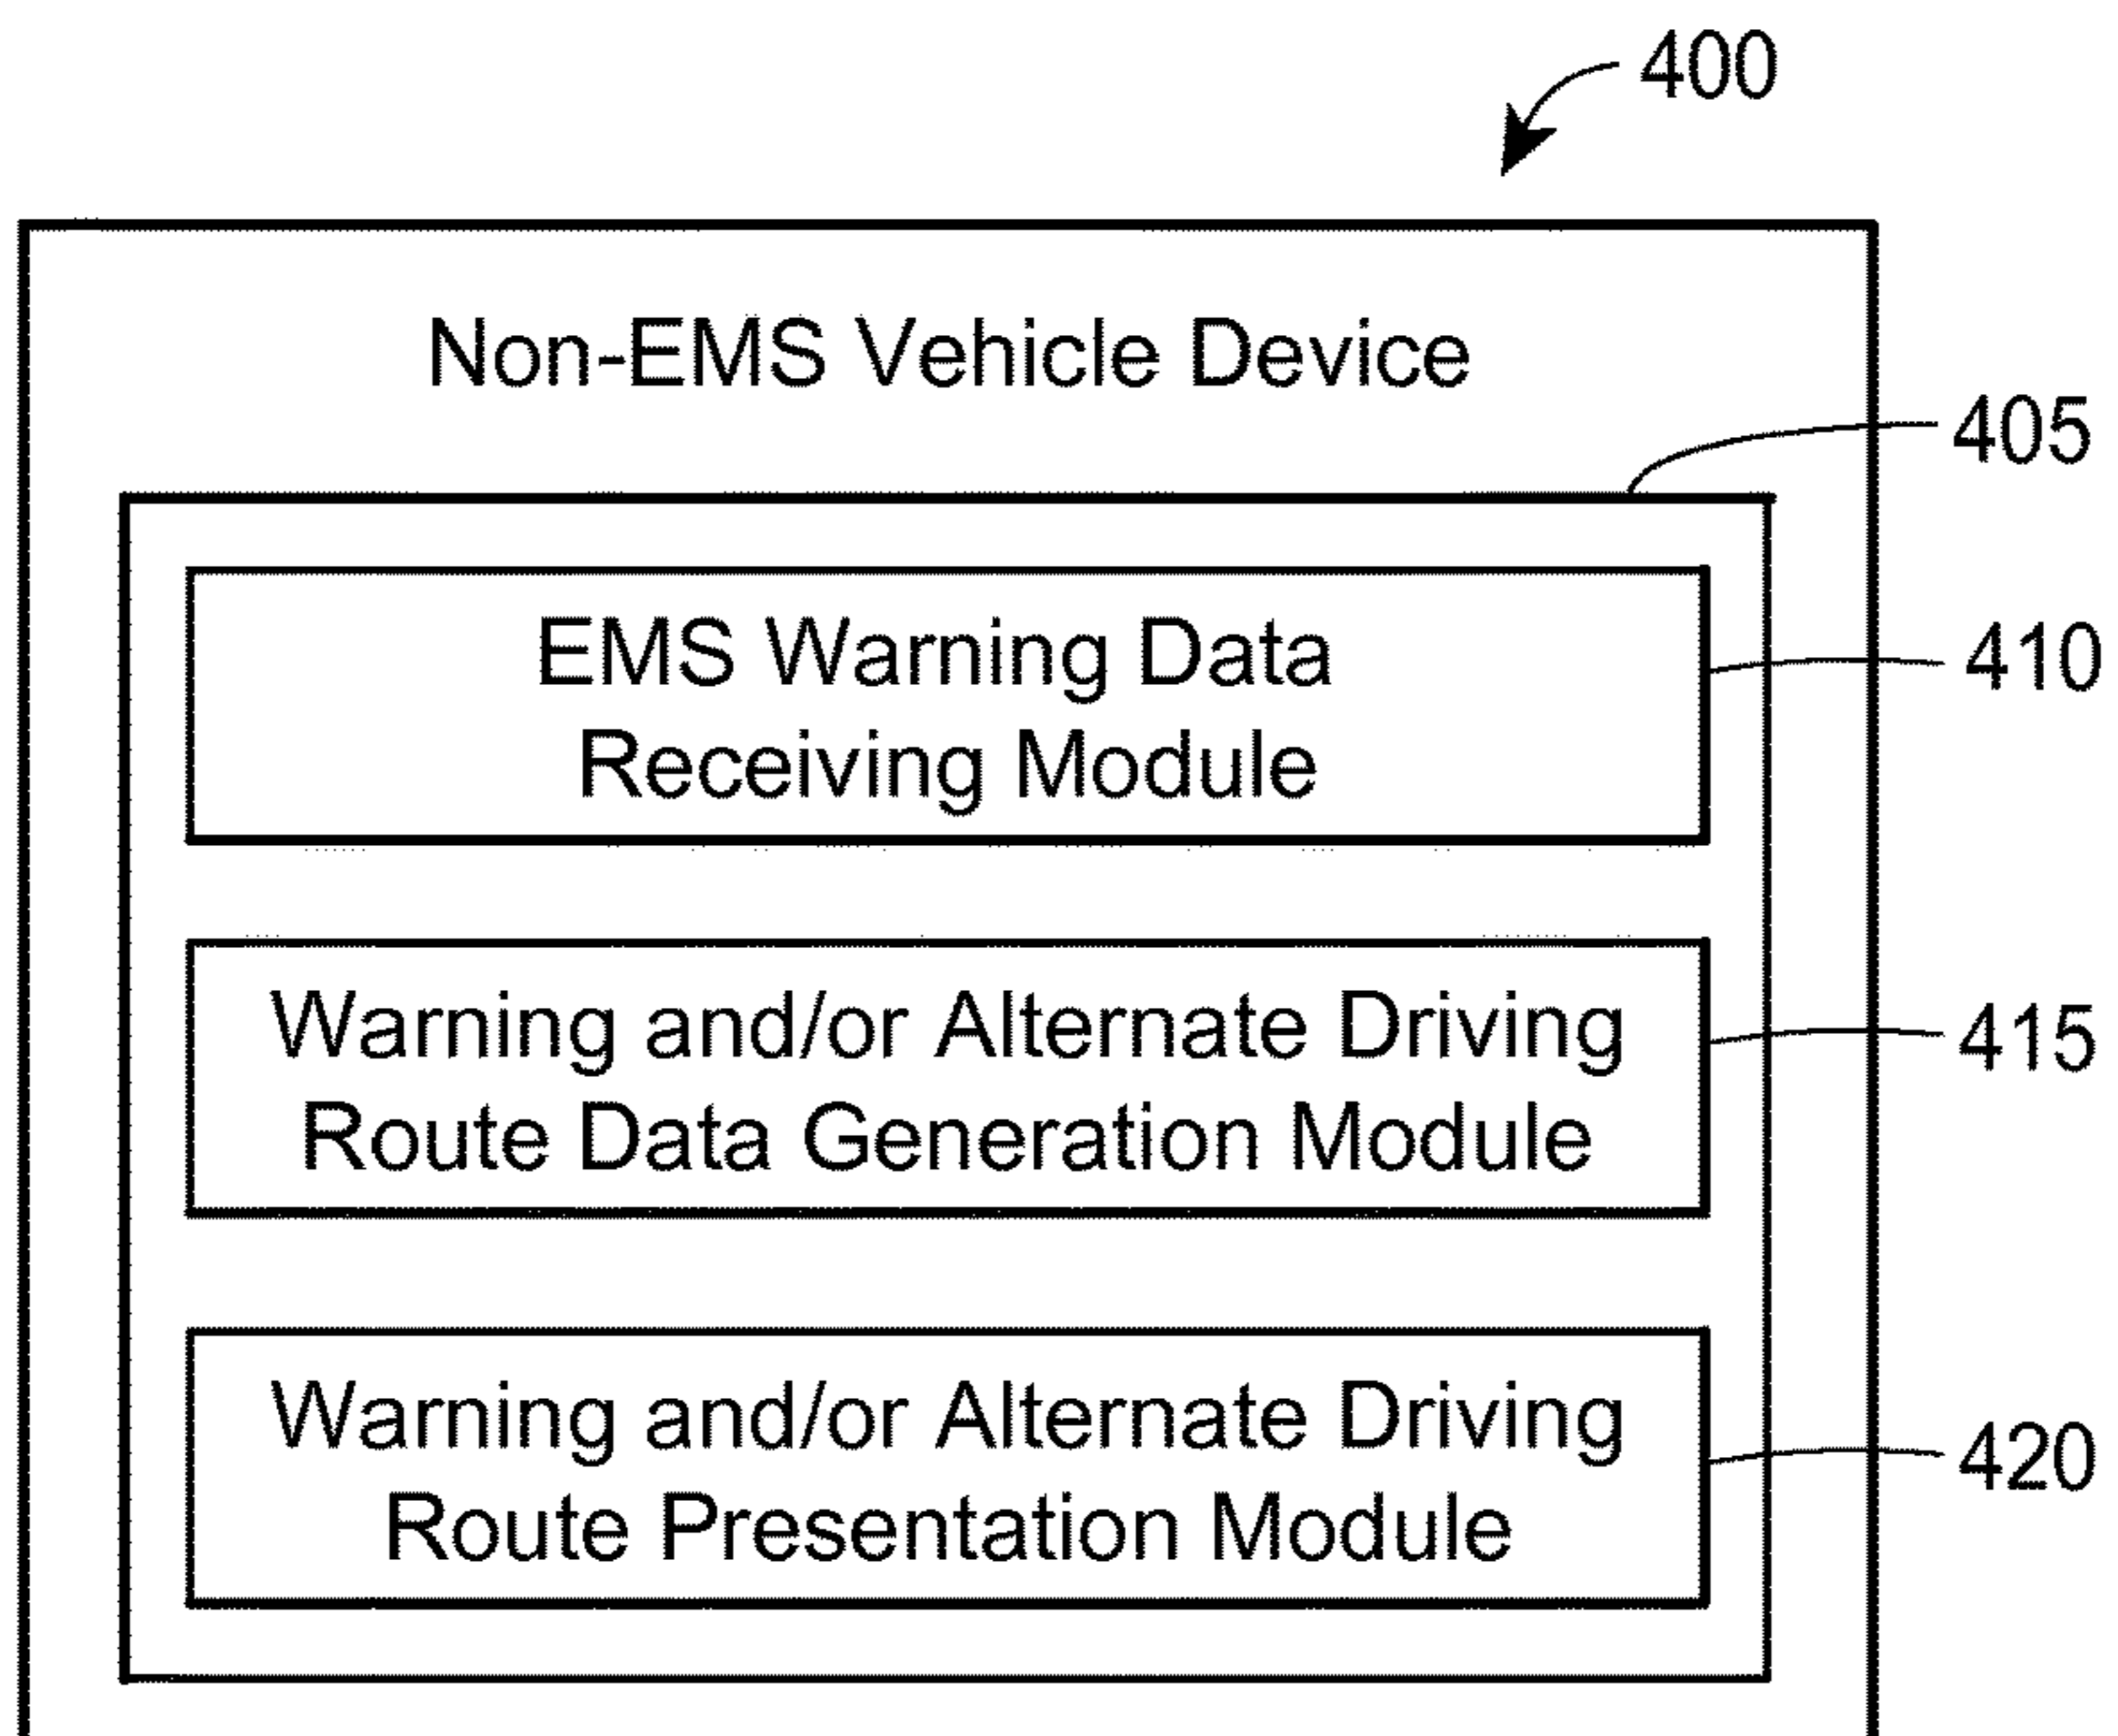 400
Non-EMS Vehicle Device
405
EMS Warning Data
Receiving Module
410
Warning and/or Alternate Driving
Route Data Generation Module
415
Warning and/or Alternate Driving
Route Presentation Module
420